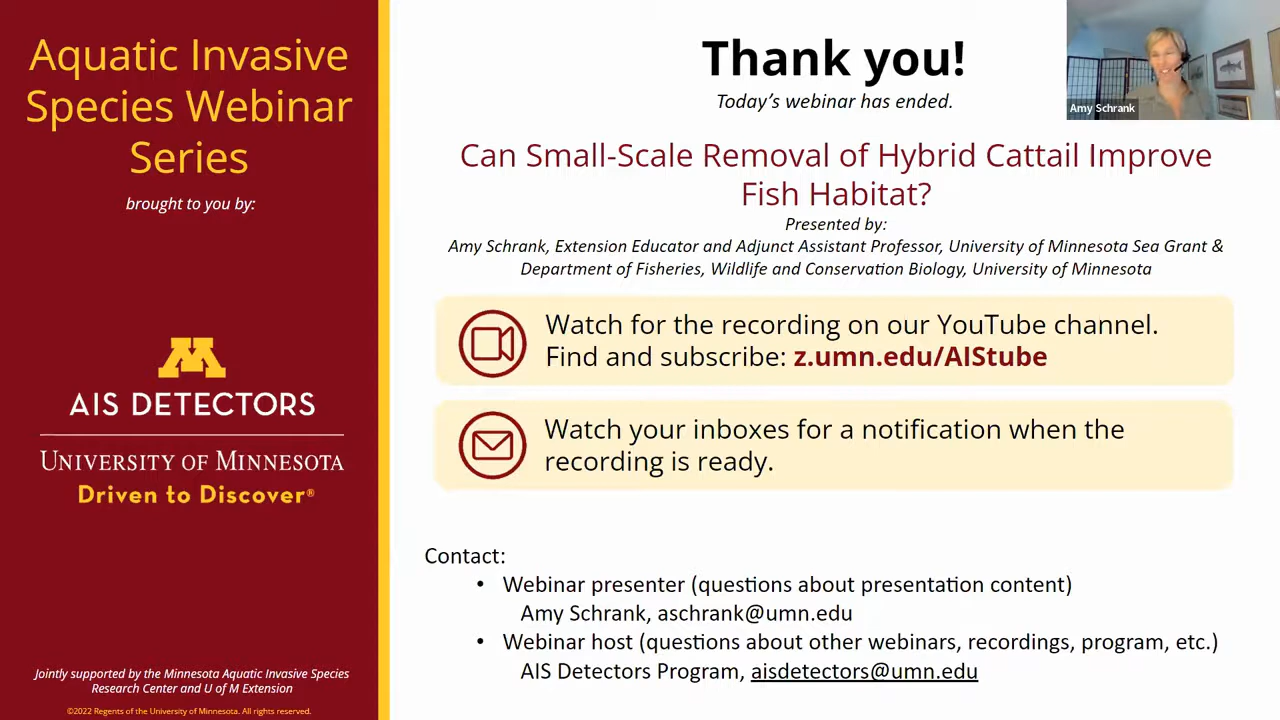 Aquatic Invasive
Species Webinar
Series
brought to you by:
AIS DETECTORS
UNIVERSITY OF MINNESOTA
Driven to Discover®
Jointly supported by the Minnesota Aquatic Invasive Species
Research Center and U of M Extension
©2022 Regents of the University of Minnesota. All rights reserved.
Thank you!
Today's webinar has ended.
Amy Schrank
Can Small-Scale Removal of Hybrid Cattail Improve
Fish Habitat?
Presented by:
Amy Schrank, Extension Educator and Adjunct Assistant Professor, University of Minnesota Sea Grant &
Department of Fisheries, Wildlife and Conservation Biology, University of Minnesota
Watch for the recording on our YouTube channel.
Find and subscribe: z.umn.edu/AIStube
Watch your inboxes for a notification when the
recording is ready.
Contact:
• Webinar presenter (questions about presentation content)
Amy Schrank, aschrank@umn.edu
• Webinar host (questions about other webinars, recordings, program, etc.)
AIS Detectors Program, aisdetectors@umn.edu